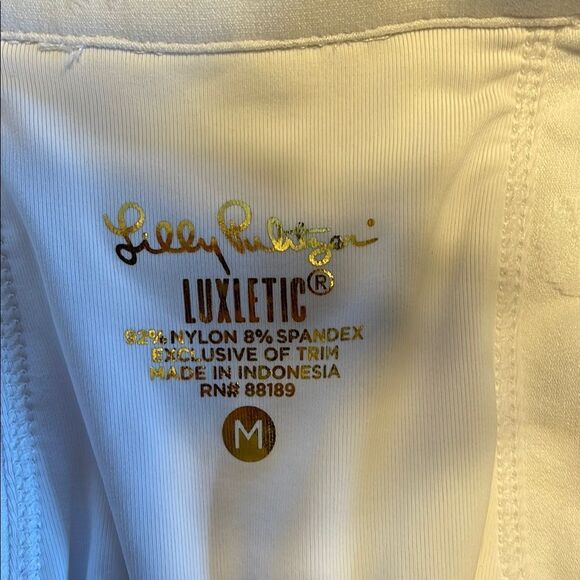 Lilly Pulitzer
LUXLETIC®
92% NYLON 8% SPANDEX
EXCLUSIVE OF TRIM
MADE IN INDONESIA
RN# 88189
M